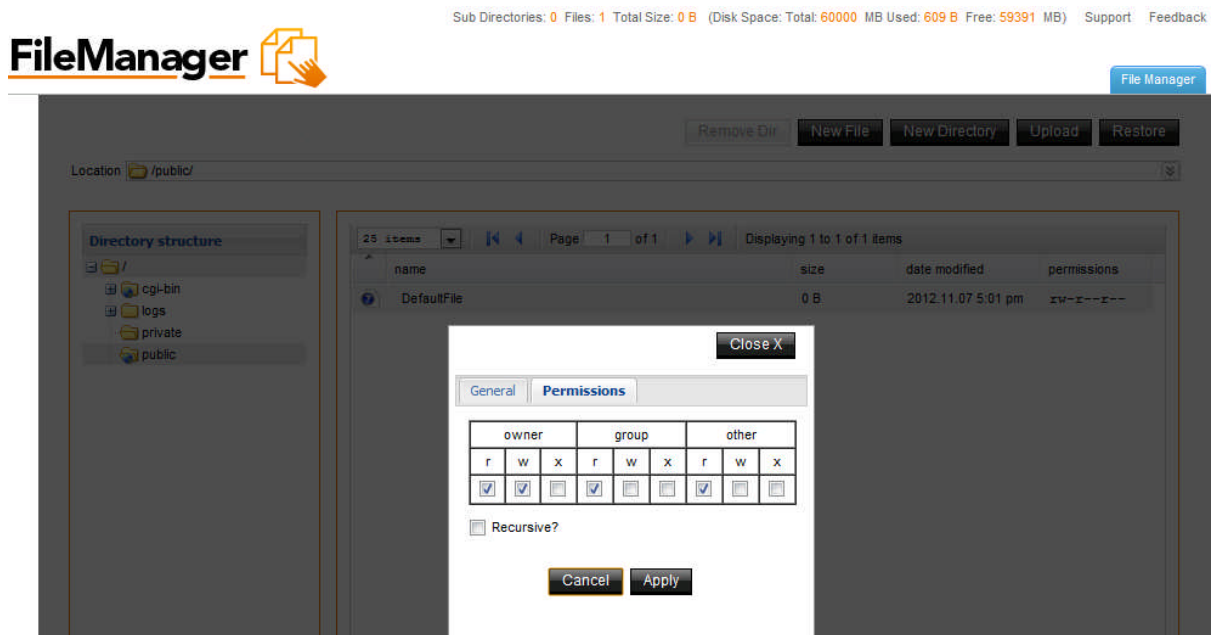 Sub Directories: 0 Files: 1 Total Size: 0 B (Disk Space: Total: 60000 MB Used: 609 B Free: 59391 MB) Support Feedback
FileManager
File Manager
Remove Dir New File New Directory Upload Restore
Location /public/
Directory structure
/
cgi-bin
logs
private
public
25 items Page 1 of 1 Displaying 1 to 1 of 1 items
name size date modified permissions
DefaultFile 0 B 2012.11.07 5:01 pm rw-r--r--
Close X
General Permissions
owner group other
r w x r w x r w x
Recursive?
Cancel Apply